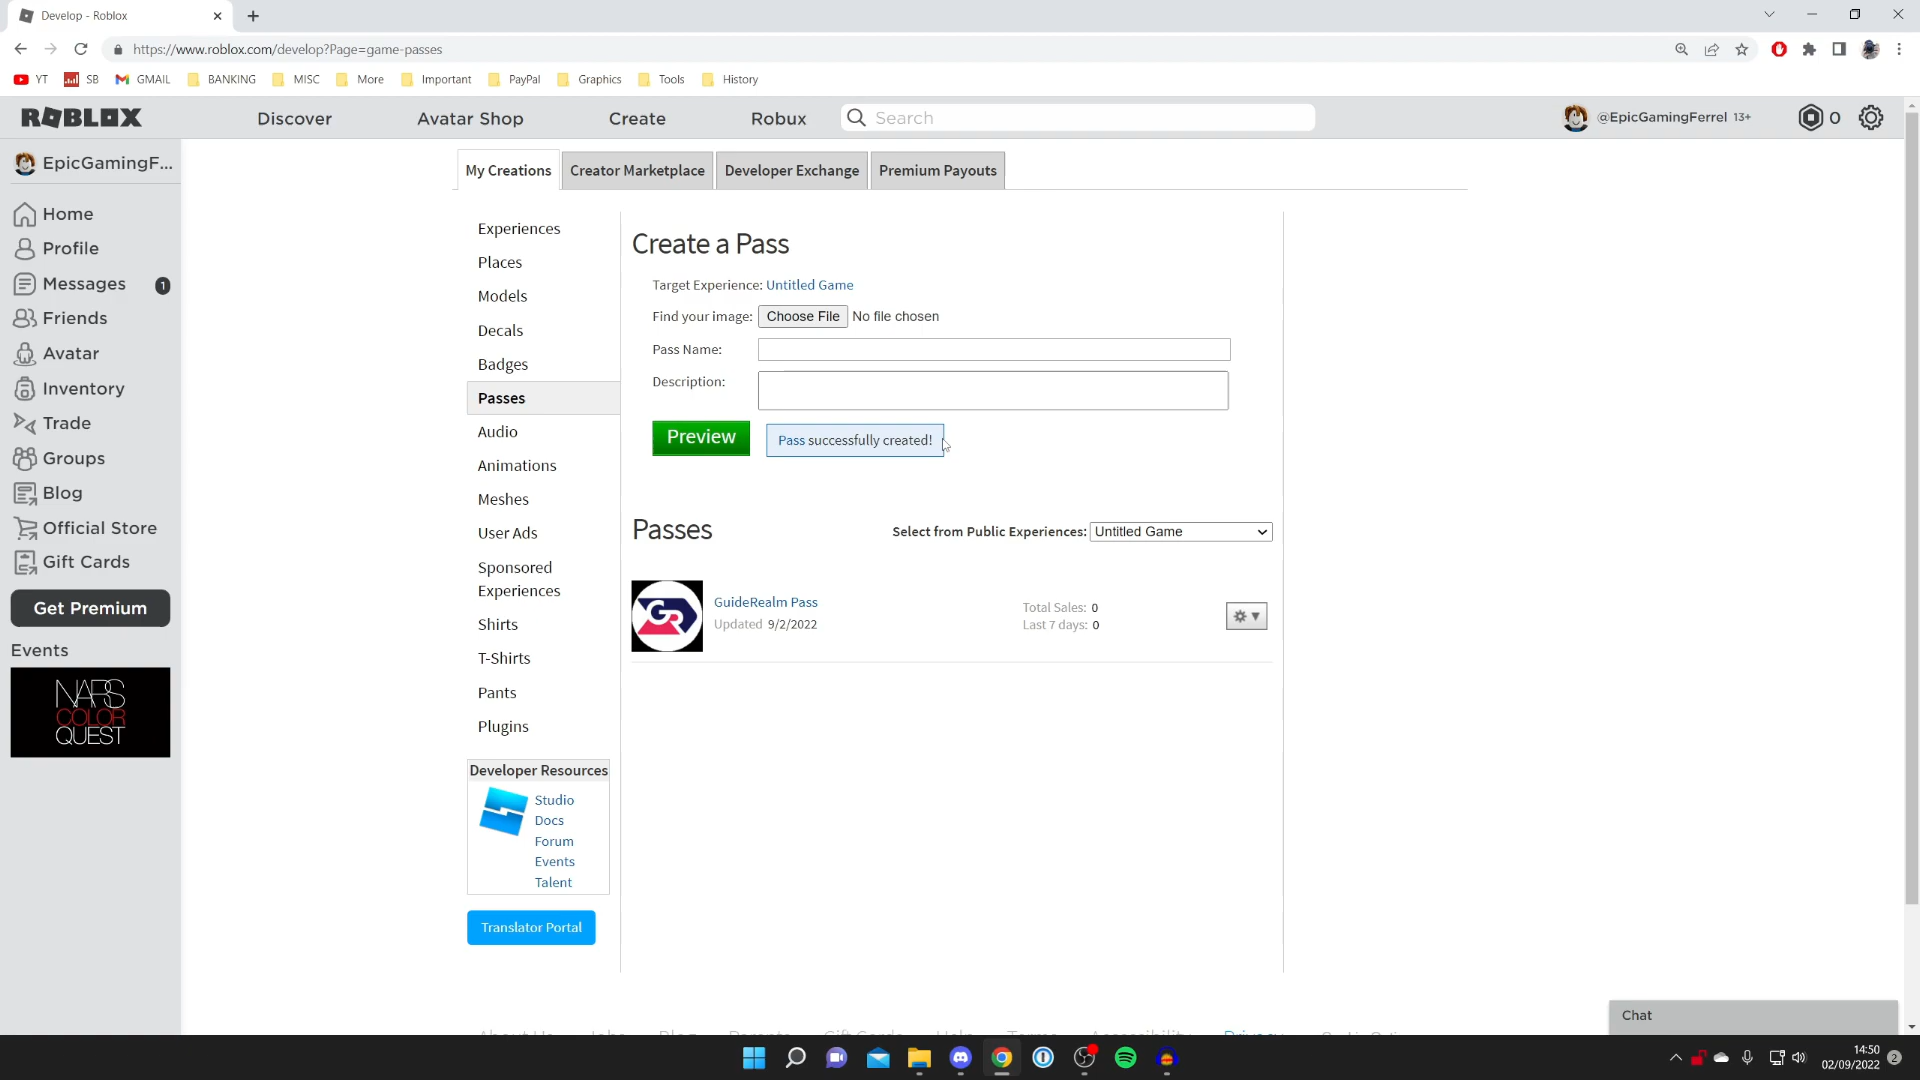 Develop - Roblox
https://www.roblox.com/develop?Page=game-passes
YT SB GMAIL BANKING MISC More Important PayPal Graphics Tools History
ROBLOX Discover Avatar Shop Create Robux Search @EpicGamingFerrel 13+ 0
EpicGamingF...
Home
Profile
Messages 1
Friends
Avatar
Inventory
Trade
Groups
Blog
Official Store
Gift Cards
Get Premium
Events
NARS
COLOR
QUEST
My Creations Creator Marketplace Developer Exchange Premium Payouts
Experiences
Places
Models
Decals
Badges
Passes
Audio
Animations
Meshes
User Ads
Sponsored
Experiences
Shirts
T-Shirts
Pants
Plugins
Developer Resources
Studio
Docs
Forum
Events
Talent
Translator Portal
Create a Pass
Target Experience: Untitled Game
Find your image: Choose File No file chosen
Pass Name:
Description:
Preview Pass successfully created!
Passes Select from Public Experiences: Untitled Game
GR
GuideRealm Pass
Updated 9/2/2022
Total Sales: 0
Last 7 days: 0
Chat
14:50
02/09/2022 2